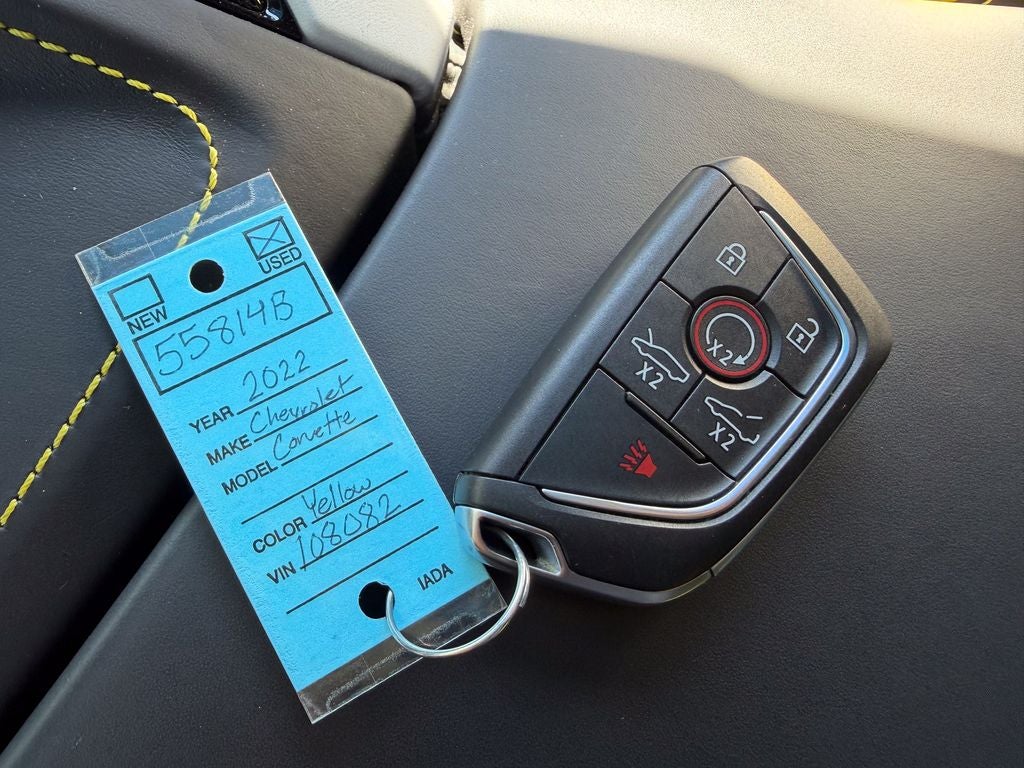 USED
NEW
55814B
YEAR 2022
MAKE Chevrolet
MODEL Corvette
COLOR Yellow
VIN 108082
IADA
X2
X2
X2